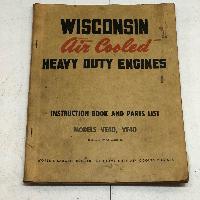 WISCONSIN
Air Cooled
HEAVY DUTY ENGINES
INSTRUCTION BOOK AND PARTS LIST
MODELS VE4D, VF4D